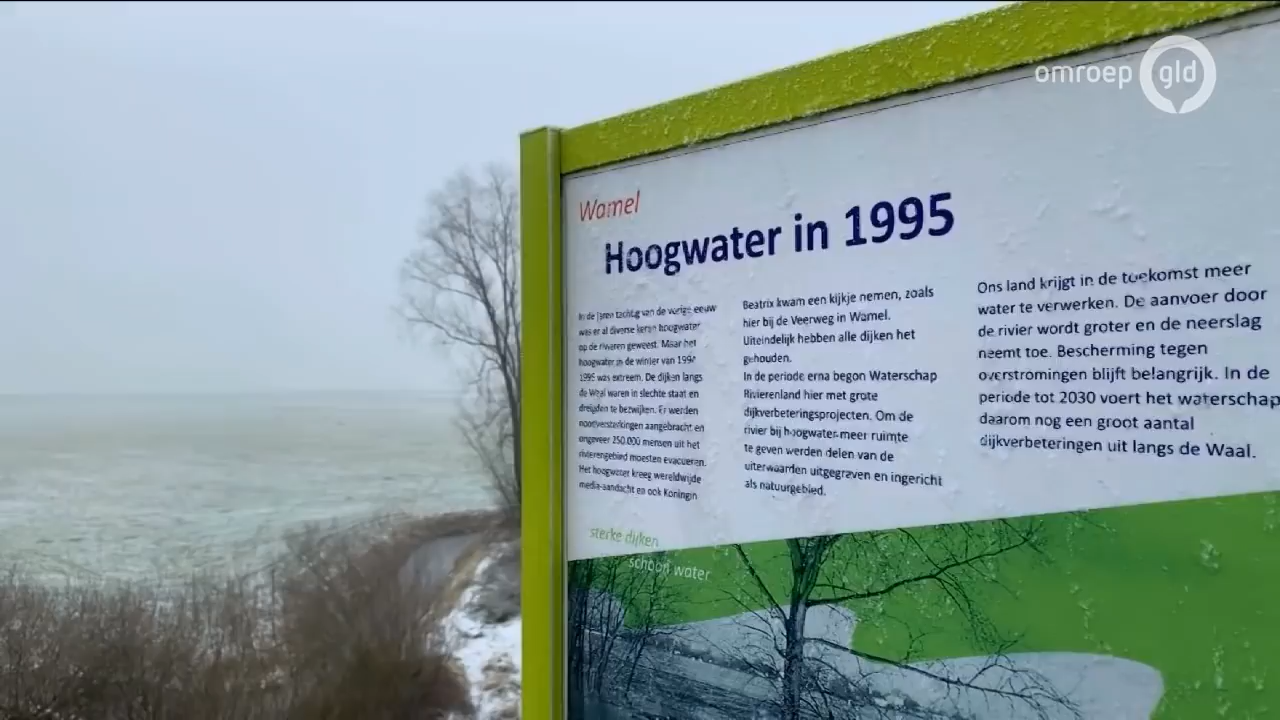 omroep gld
Wamel
Hoogwater in 1995
In de jaren tachtig van de vorige eeuw
was er al diverse keren hoogwater
op de rivieren geweest. Maar het
hoogwater in de winter van 1994
1995 was extreem. De dijken langs
de Waal waren in slechte staat en
dreigden te bezwijken. Er werden
noodversterkingen aangebracht en
ongeveer 250.000 mensen uit het
rivierengebied moesten evacueren.
Het hoogwater kreeg wereldwijde
media-aandacht en ook Koningin
Beatrix kwam een kijkje nemen, zoals
hier bij de Veerweg in Wamel.
Uiteindelijk hebben alle dijken het
gehouden.
In de periode erna begon Waterschap
Rivierenland hier met grote
dijkverbeteringsprojecten. Om de
rivier bij hoogwater meer ruimte
te geven werden delen van de
uiterwaarden uitgegraven en ingericht
als natuurgebied.
Ons land krijgt in de toekomst meer
water te verwerken. De aanvoer door
de rivier wordt groter en de neerslag
neemt toe. Bescherming tegen
overstromingen blijft belangrijk. In de
periode tot 2030 voert het waterschap
daarom nog een groot aantal
dijkverbeteringen uit langs de Waal.
sterke dijken
schoon water